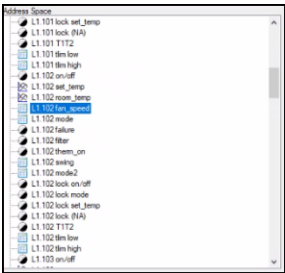 Address Space
L1.101 lock set_temp
L1.101 lock (NA)
L1.101 T1T2
L1.101 tlim low
L1.101 tlim high
L1.102 on/off
L1.102 set_temp
L1.102 room_temp
L1.102 fan_speed
L1.102 mode
L1.102 failure
L1.102 filter
L1.102 therm_on
L1.102 swing
L1.102 mode2
L1.102 lock on/off
L1.102 lock mode
L1.102 lock set_temp
L1.102 lock (NA)
L1.102 T1T2
L1.102 tlim low
L1.102 tlim high
L1.103 on/off